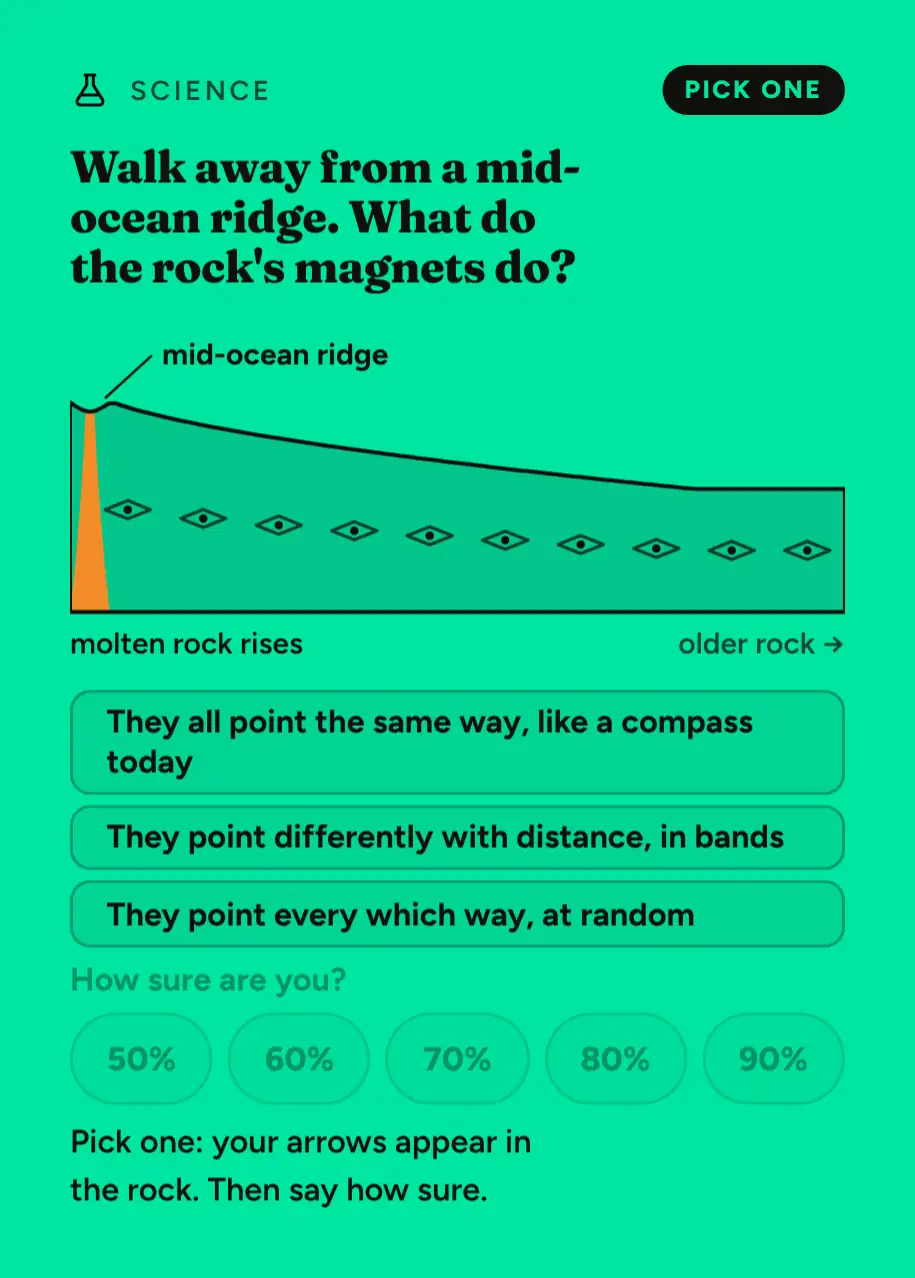 SCIENCE
PICK ONE
Walk away from a mid-
ocean ridge. What do
the rock's magnets do?
mid-ocean ridge
molten rock rises
older rock →
They all point the same way, like a compass
today
They point differently with distance, in bands
They point every which way, at random
How sure are you?
50%
60%
70%
80%
90%
Pick one: your arrows appear in
the rock. Then say how sure.